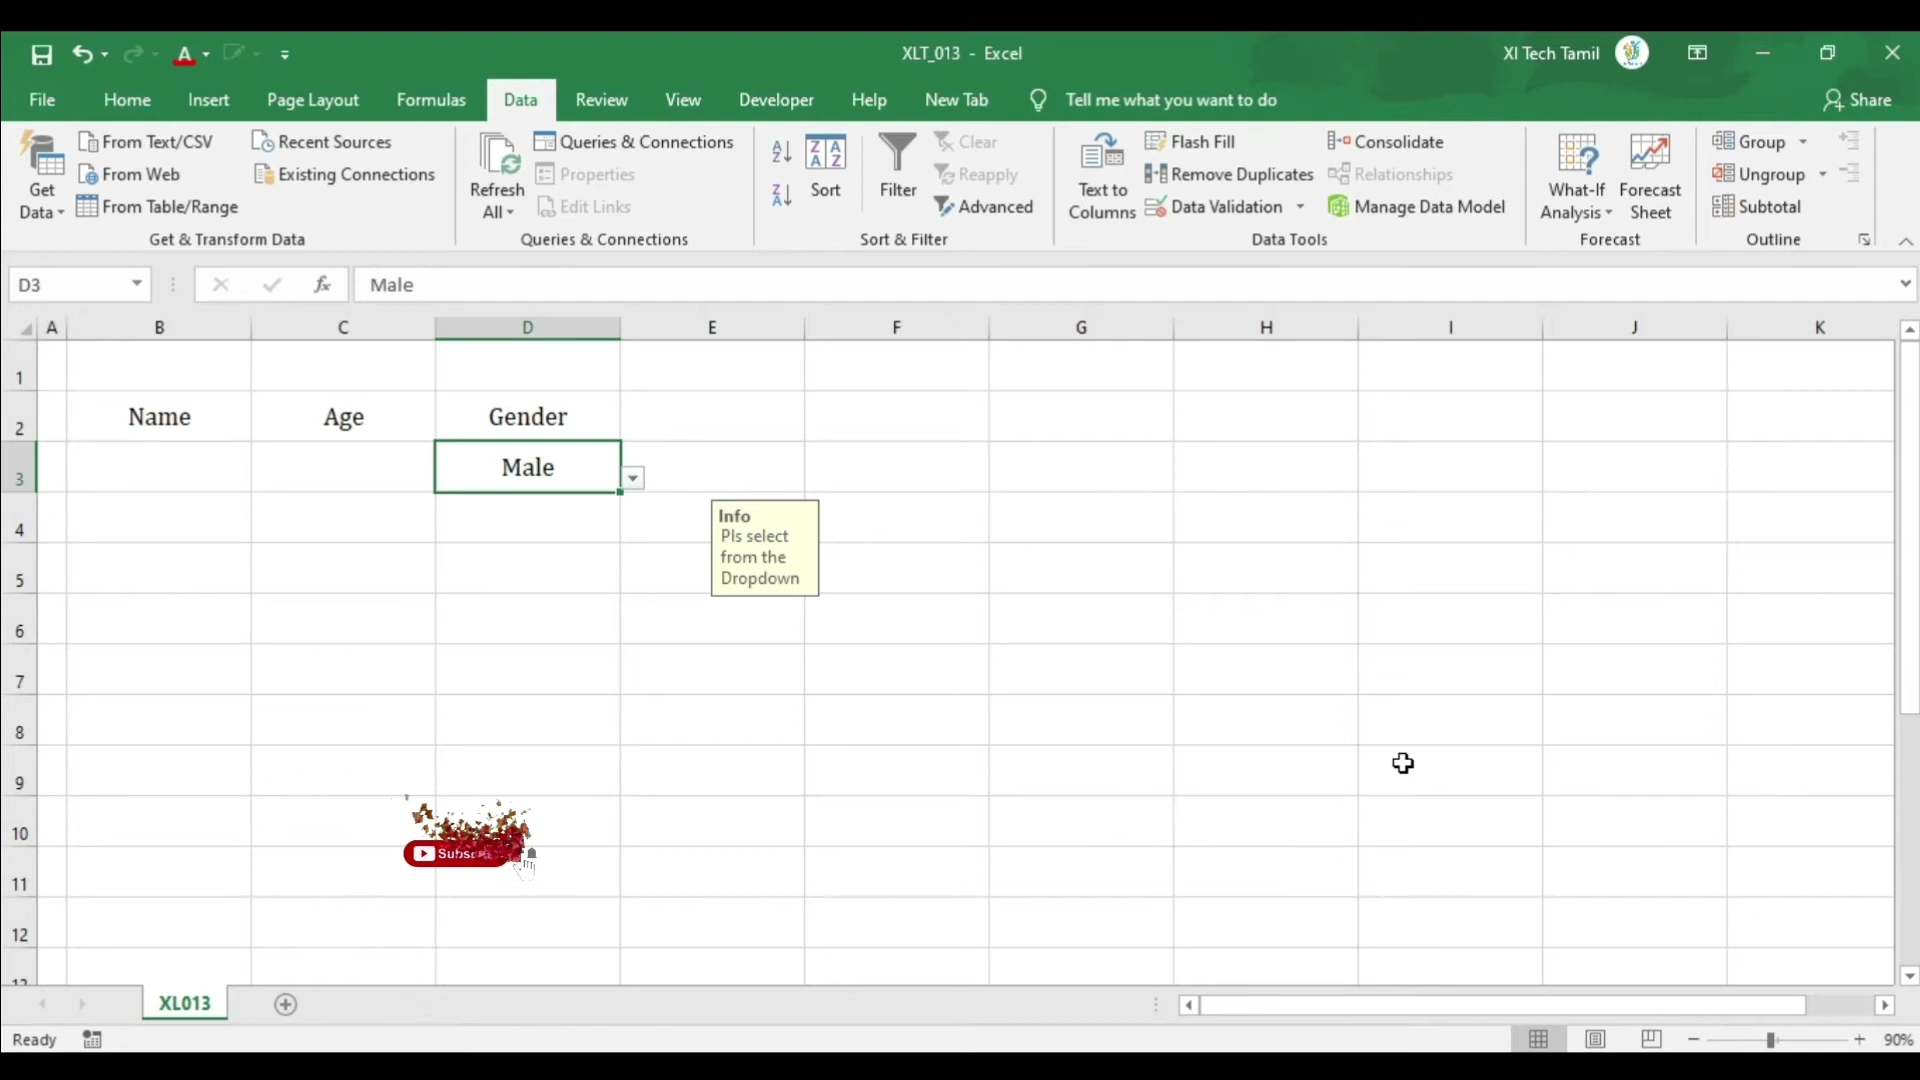 XLT_013 - Excel
XI Tech Tamil
File Home Insert Page Layout Formulas Data Review View Developer Help New Tab Tell me what you want to do Share
Get Data
From Text/CSV
From Web
From Table/Range
Recent Sources
Existing Connections
Get & Transform Data
Refresh All
Queries & Connections
Properties
Edit Links
Queries & Connections
Sort
Filter
Clear
Reapply
Advanced
Sort & Filter
Text to Columns
Flash Fill
Remove Duplicates
Data Validation
Consolidate
Relationships
Manage Data Model
Data Tools
What-If Analysis
Forecast Sheet
Forecast
Group
Ungroup
Subtotal
Outline
D3 fx Male
A B C D E F G H I J K
1
2 Name Age Gender
3 Male
4
5
6
7
8
9
10
11
12
13
Info
Pls select
from the
Dropdown
XL013
Ready
90%